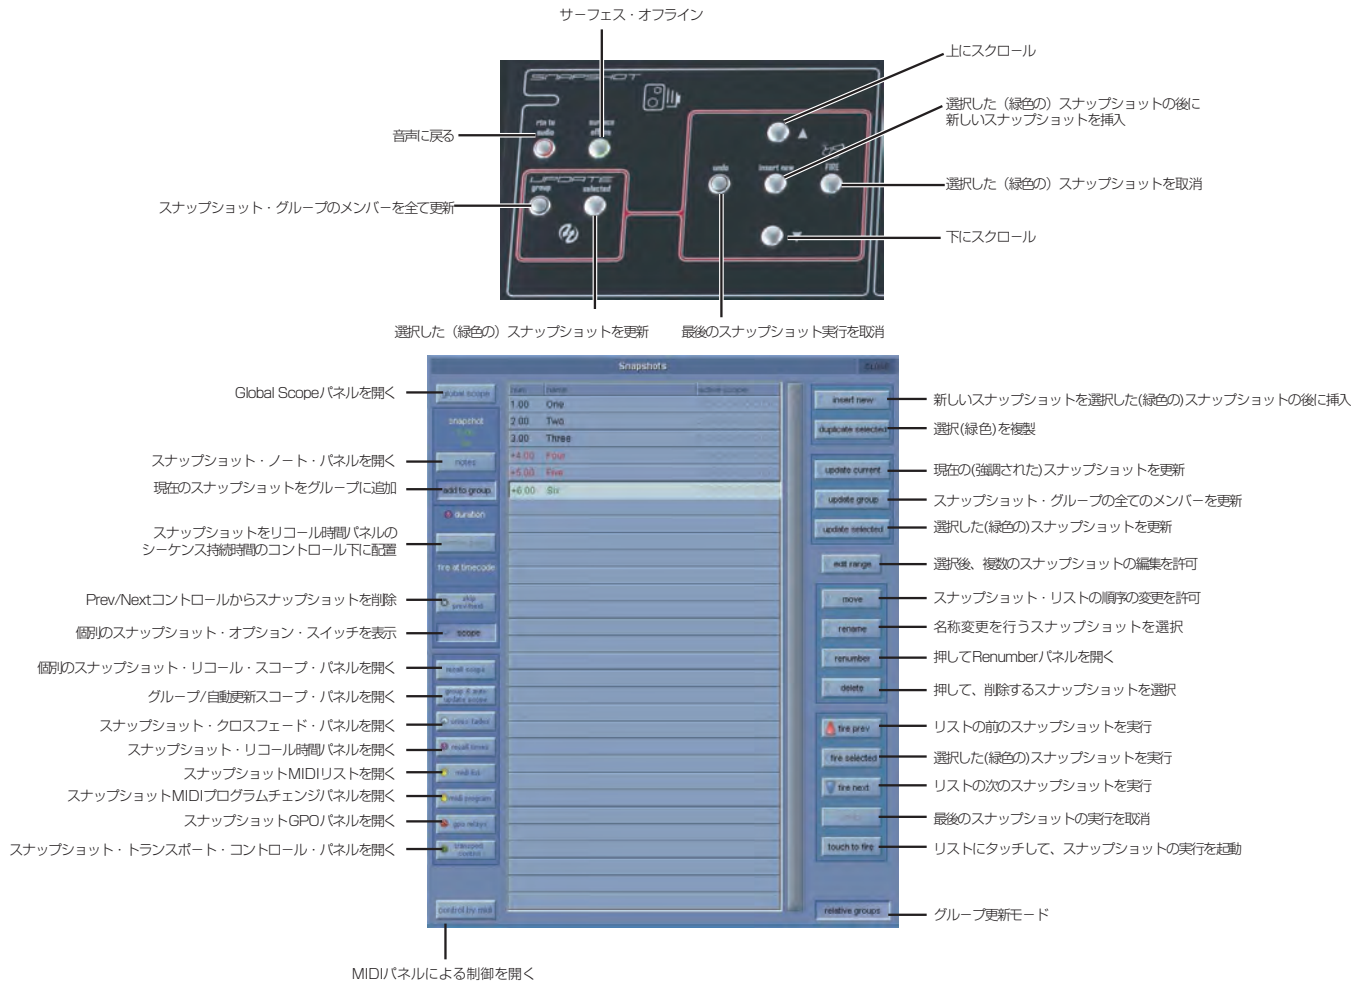 サーフェス・オフライン
上にスクロール
選択した（緑色の）スナップショットの後に
新しいスナップショットを挿入
音声に戻る
選択した（緑色の）スナップショットを取消
スナップショット・グループのメンバーを全て更新
下にスクロール
SNAPSHOT
rtn to
audio
surface
offline
UPDATE
group
selected
undo
insert new
FIRE
選択した（緑色の）スナップショットを更新
最後のスナップショット実行を取消
Snapshots
CLOSE
Global Scopeパネルを開く
global scope
num
name
active scope
1.00 One
2.00 Two
3.00 Three
+4.00 Four
+5.00 Five
+6.00 Six
insert new
新しいスナップショットを選択した(緑色の)スナップショットの後に挿入
snapshot
duplicate selected
選択(緑色)を複製
スナップショット・ノート・パネルを開く
notes
update current
現在の(強調された)スナップショットを更新
現在のスナップショットをグループに追加
add to group
update group
スナップショット・グループの全てのメンバーを更新
duration
update selected
選択した(緑色の)スナップショットを更新
スナップショットをリコール時間パネルの
シーケンス持続時間のコントロール下に配置
fire at timecode
edit range
選択後、複数のスナップショットの編集を許可
Prev/Nextコントロールからスナップショットを削除
skip
prev/next
move
スナップショット・リストの順序の変更を許可
個別のスナップショット・オプション・スイッチを表示
scope
rename
名称変更を行うスナップショットを選択
個別のスナップショット・リコール・スコープ・パネルを開く
recall scope
renumber
押してRenumberパネルを開く
グループ/自動更新スコープ・パネルを開く
group & auto
update scope
delete
押して、削除するスナップショットを選択
スナップショット・クロスフェード・パネルを開く
cross fades
fire prev
リストの前のスナップショットを実行
スナップショット・リコール時間パネルを開く
recall times
fire selected
選択した(緑色の)スナップショットを実行
スナップショットMIDIリストを開く
midi list
fire next
リストの次のスナップショットを実行
スナップショットMIDIプログラムチェンジパネルを開く
midi program
スナップショットGPOパネルを開く
gpo relays
undo
最後のスナップショットの実行を取消
スナップショット・トランスポート・コントロール・パネルを開く
transport
control
touch to fire
リストにタッチして、スナップショットの実行を起動
control by midi
relative groups
グループ更新モード
MIDIパネルによる制御を開く